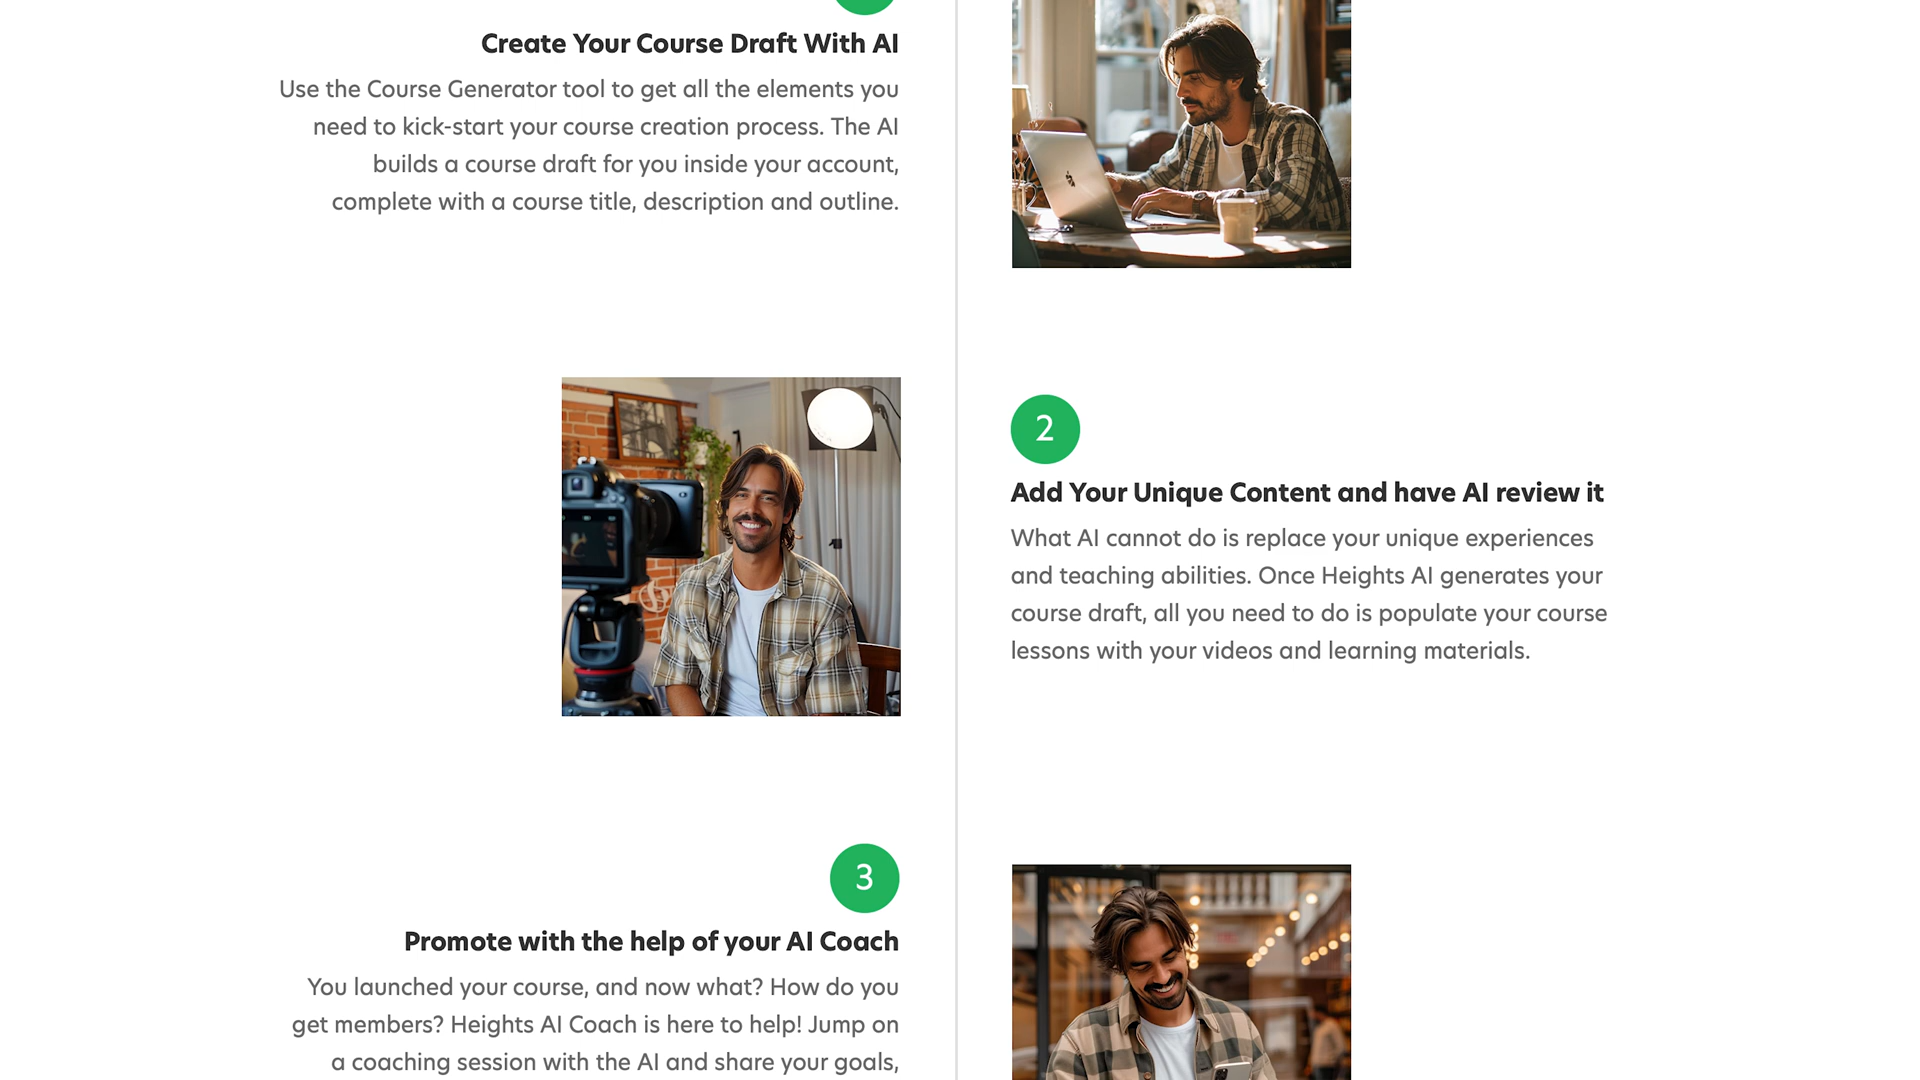 Create Your Course Draft With AI
Use the Course Generator tool to get all the elements you
need to kick-start your course creation process. The AI
builds a course draft for you inside your account,
complete with a course title, description and outline.
2
Add Your Unique Content and have AI review it
What AI cannot do is replace your unique experiences
and teaching abilities. Once Heights AI generates your
course draft, all you need to do is populate your course
lessons with your videos and learning materials.
3
Promote with the help of your AI Coach
You launched your course, and now what? How do you
get members? Heights AI Coach is here to help! Jump on
a coaching session with the AI and share your goals,